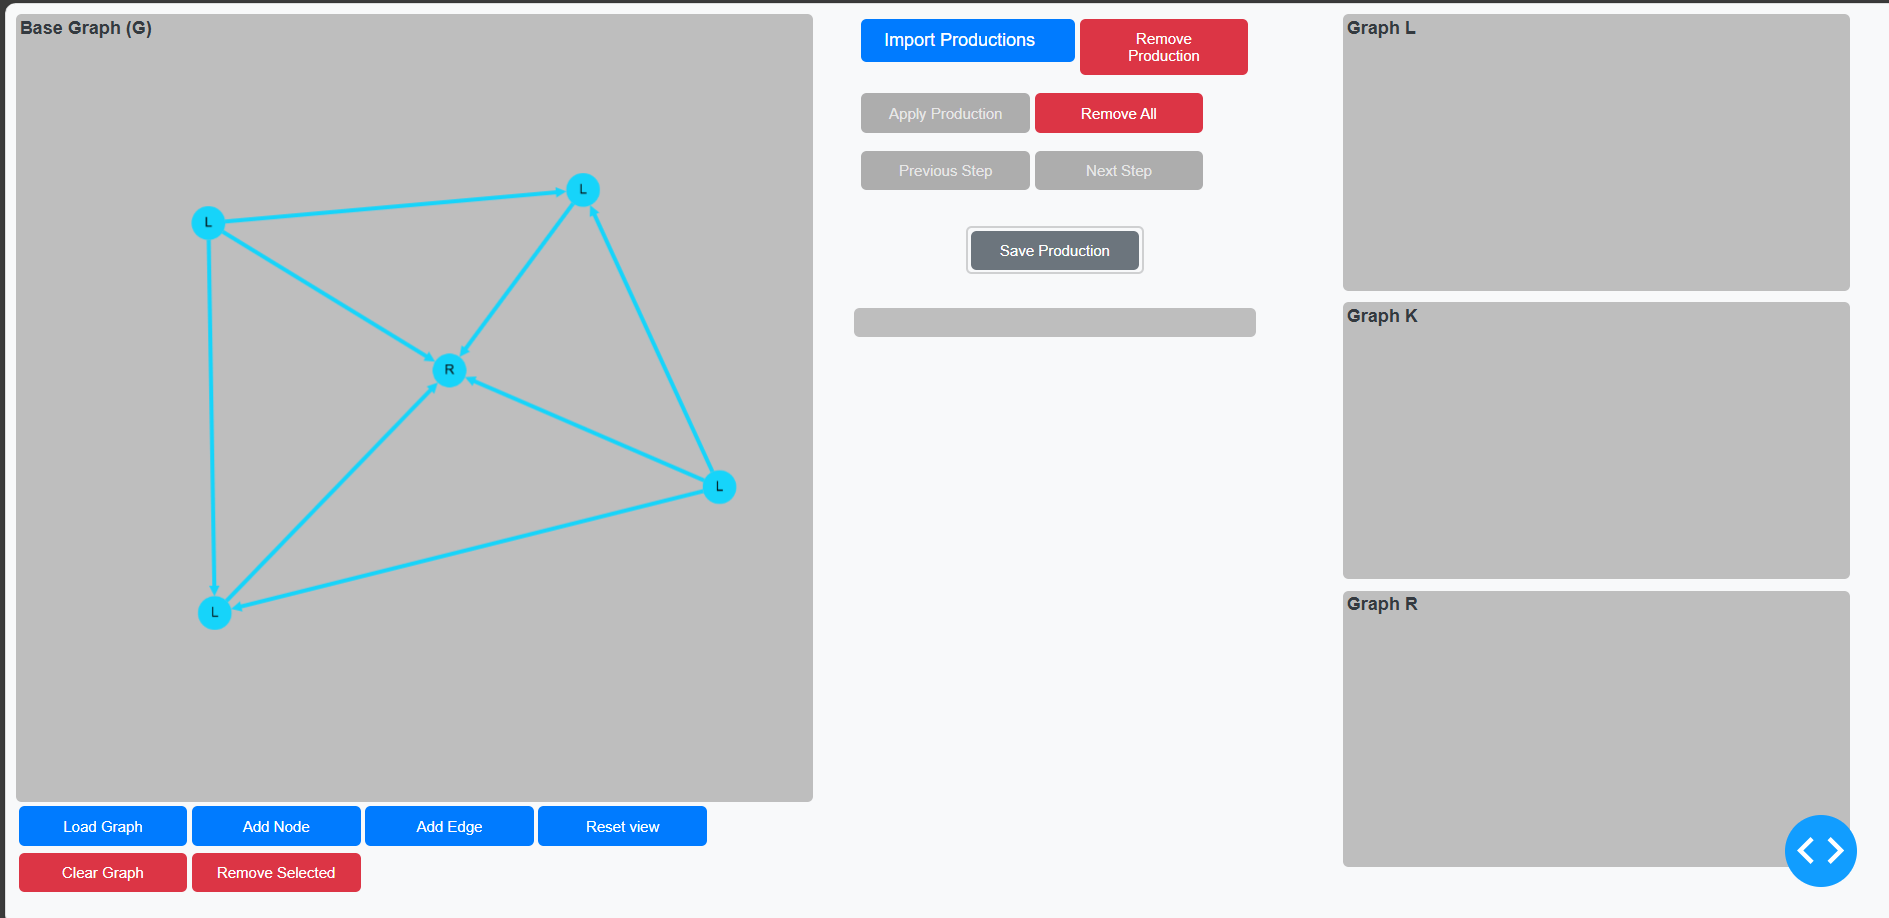 Base Graph (G)
L
L
R
L
L
Load Graph
Add Node
Add Edge
Reset view
Clear Graph
Remove Selected
Import Productions
Remove
Production
Apply Production
Remove All
Previous Step
Next Step
Save Production
Graph L
Graph K
Graph R